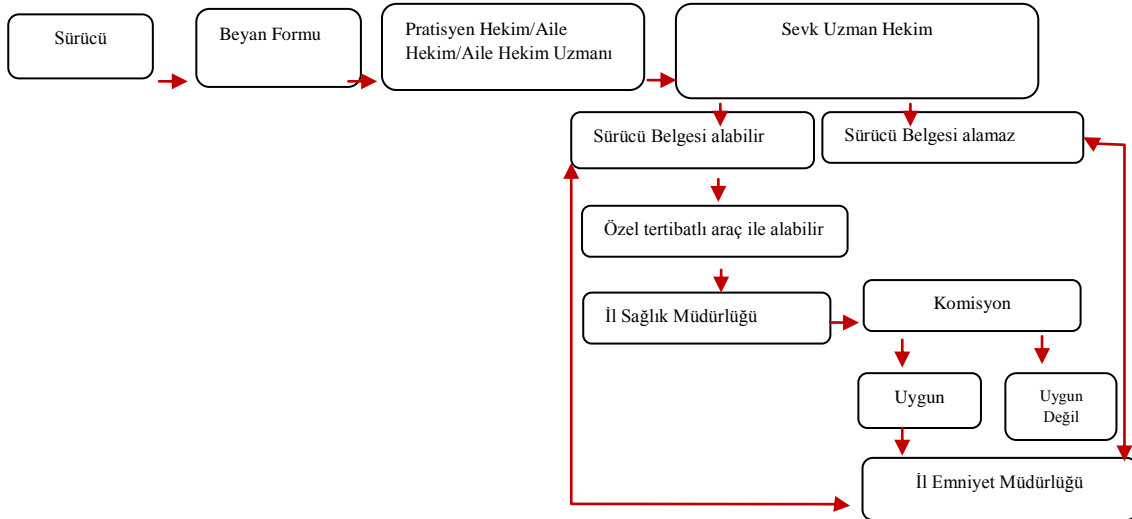 Sürücü
Beyan Formu
Pratisyen Hekim/Aile
Hekim/Aile Hekim Uzmanı
Sevk Uzman Hekim
Sürücü Belgesi alabilir
Sürücü Belgesi alamaz
Özel tertibatlı araç ile alabilir
İl Sağlık Müdürlüğü
Komisyon
Uygun
Uygun
Değil
İl Emniyet Müdürlüğü